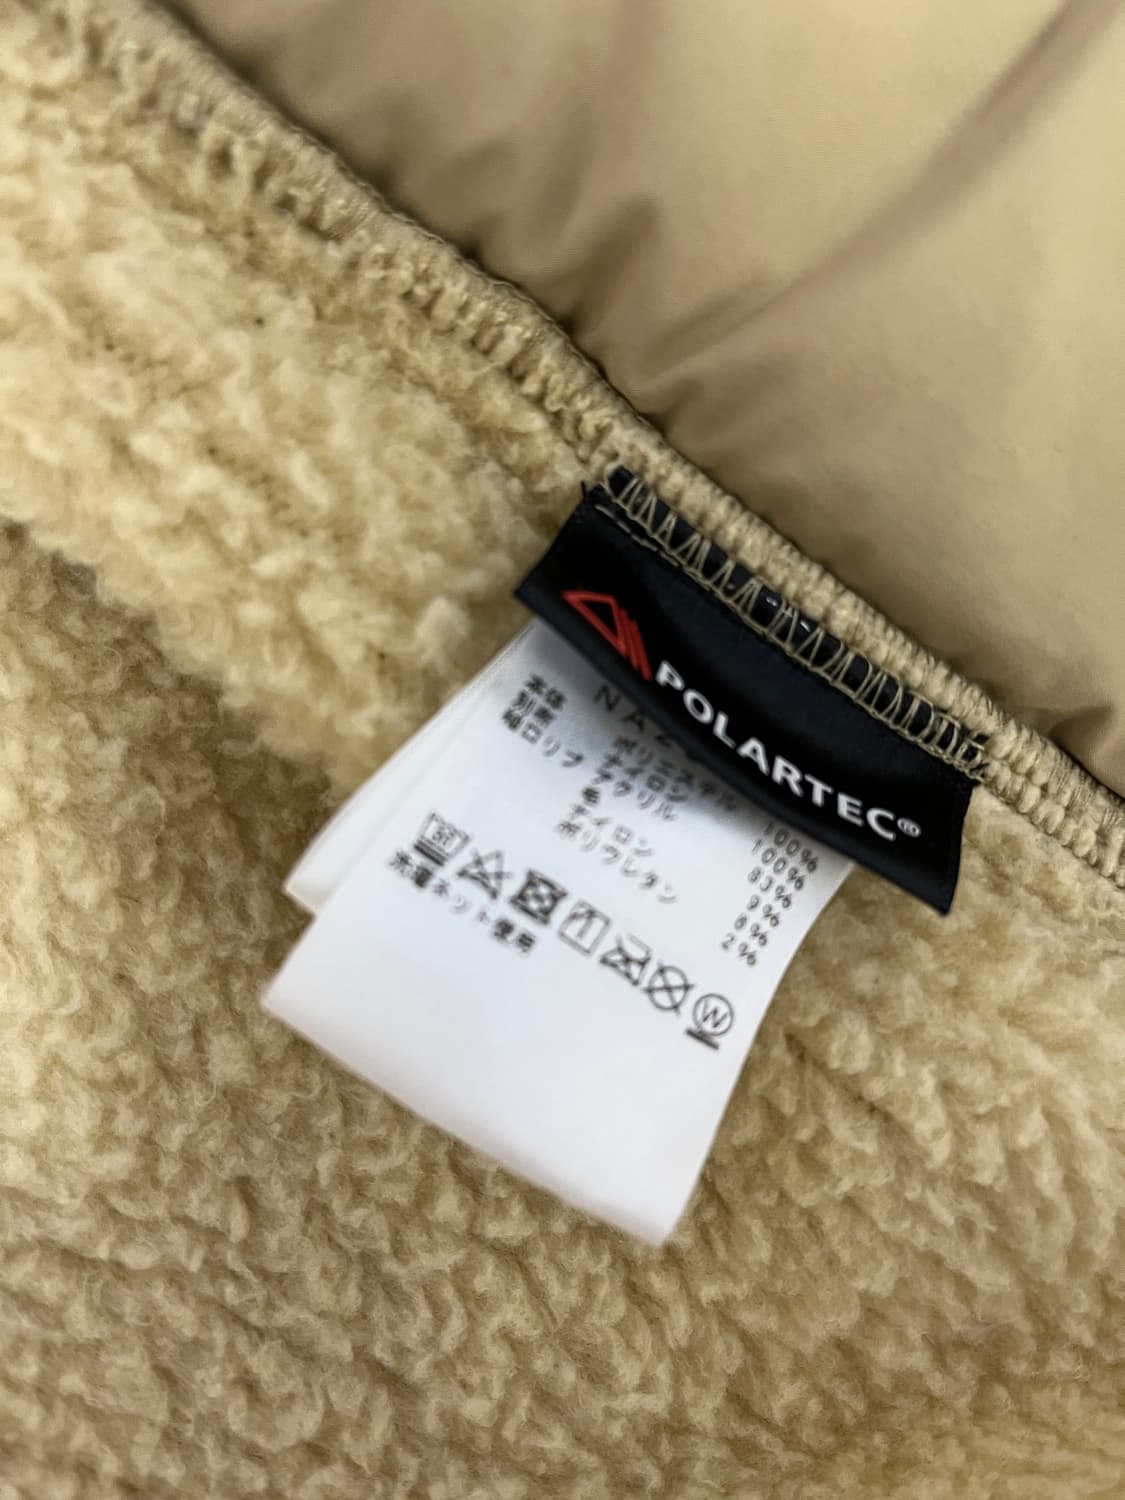 POLARTEC®
NA
本体 ポリエステル 100%
別布 ナイロン 100%
袖口リブ アクリル 83%
毛 9%
ナイロン 6%
ポリウレタン 2%
30
W
洗濯ネット使用